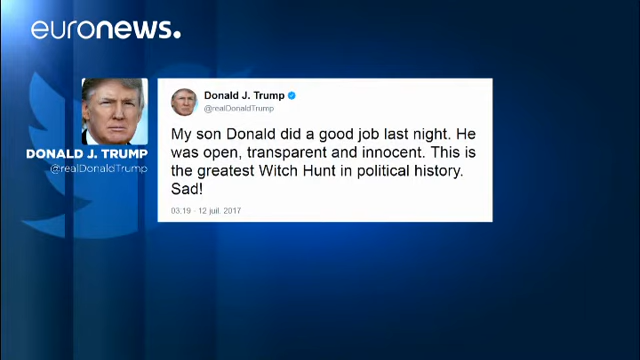 euronews.
DONALD J. TRUMP
@realDonaldTrump
Donald J. Trump
@realDonaldTrump
My son Donald did a good job last night. He
was open, transparent and innocent. This is
the greatest Witch Hunt in political history.
Sad!
03.19 - 12 juil. 2017